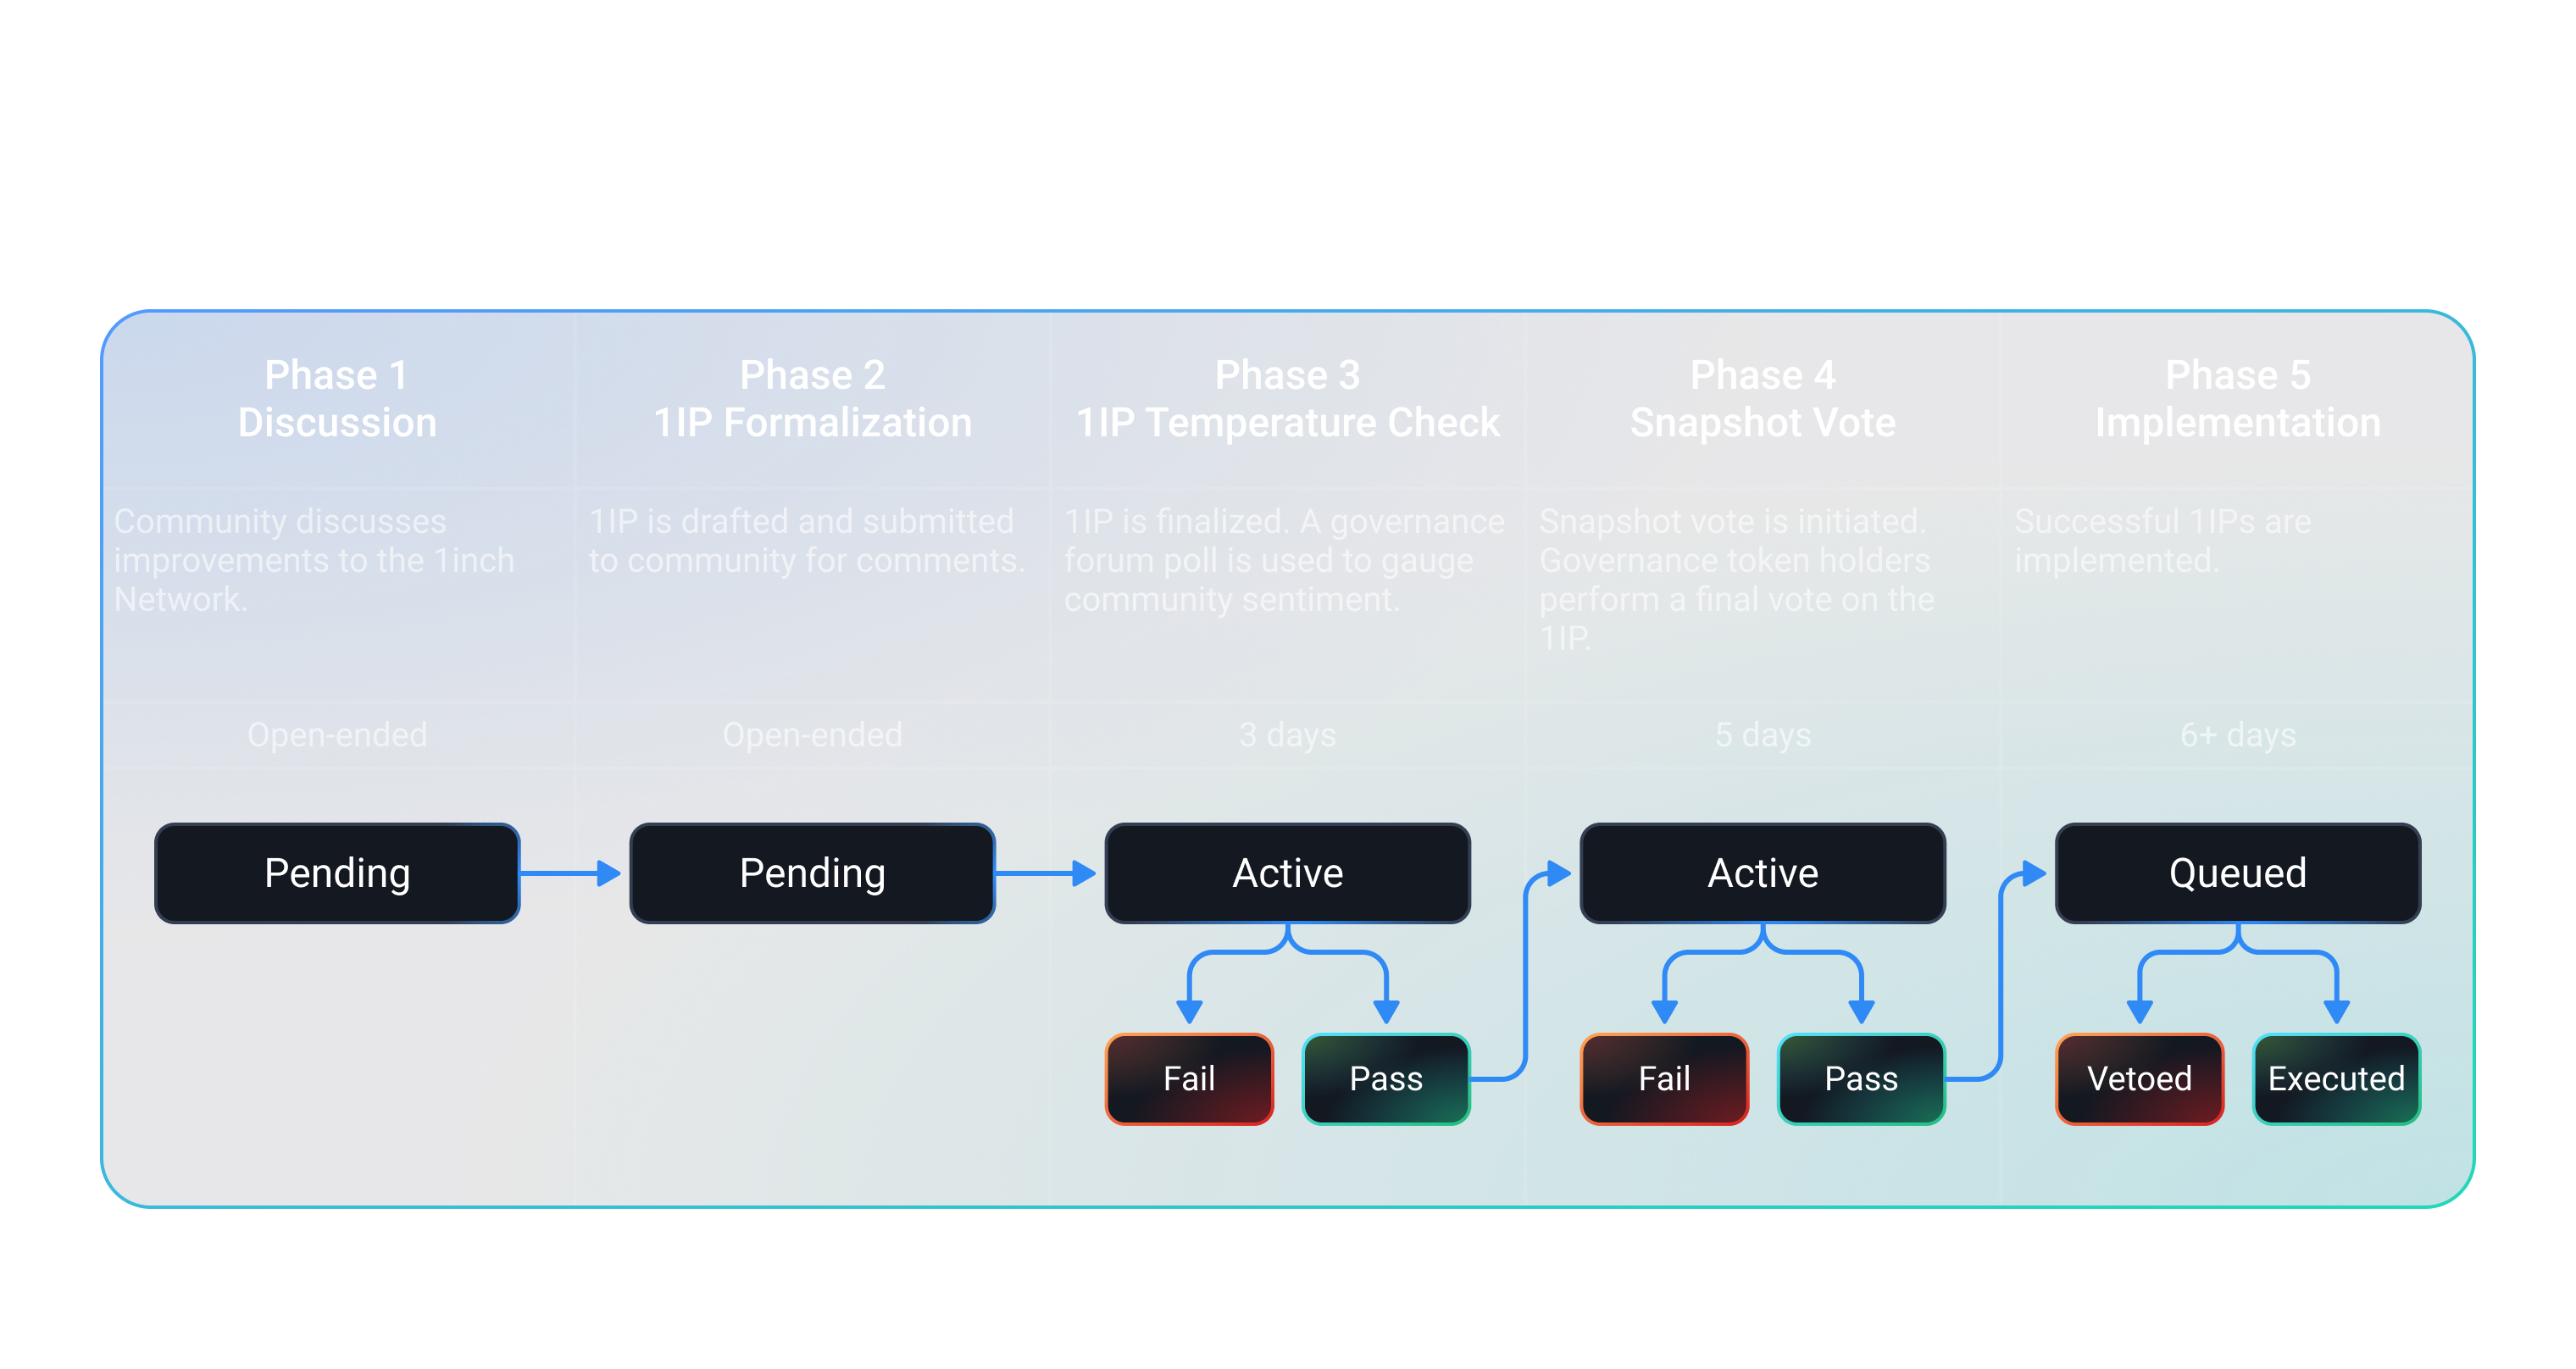 Phase 1
Discussion
Phase 2
1IP Formalization
Phase 3
1IP Temperature Check
Phase 4
Snapshot Vote
Phase 5
Implementation
Community discusses
improvements to the 1inch
Network.
1IP is drafted and submitted
to community for comments.
1IP is finalized. A governance
forum poll is used to gauge
community sentiment.
Snapshot vote is initiated.
Governance token holders
perform a final vote on the
1IP.
Successful 1IPs are
implemented.
Open-ended
Open-ended
3 days
5 days
6+ days
Pending
Pending
Active
Active
Queued
Fail
Pass
Fail
Pass
Vetoed
Executed